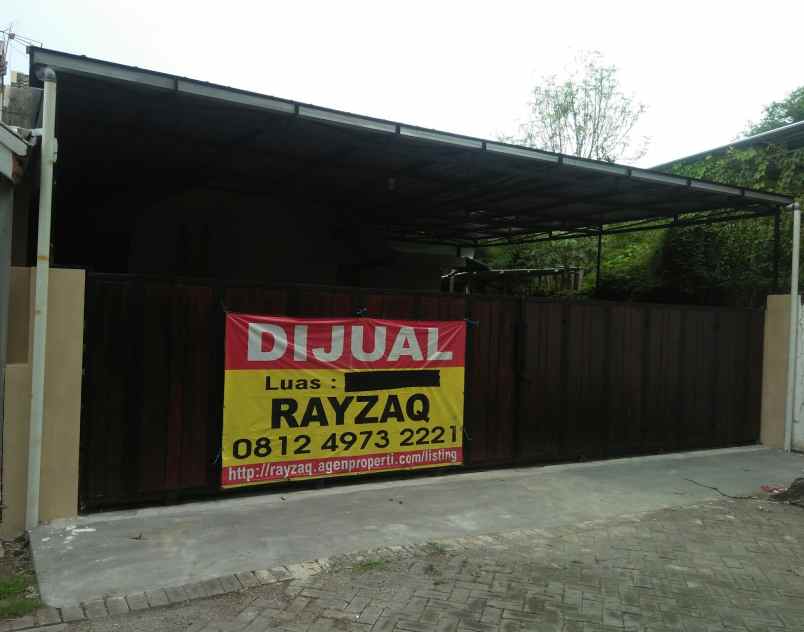 DIJUAL
Luas :
RAYZAQ
0812 4973 2221
http://rayzaq.agenproperti.com/listing